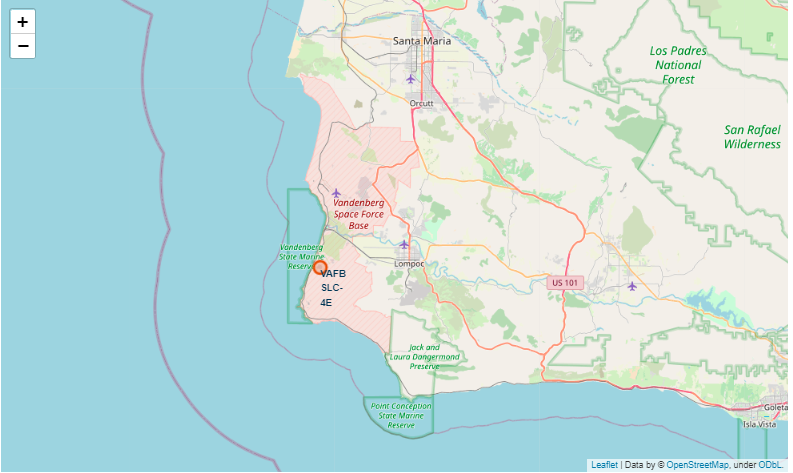 +
−
Santa Maria
Orcutt
Los Padres
National
Forest
San Rafael
Wilderness
Vandenberg
Space Force
Base
Vandenberg
State Marine
Reserve
VAFB
SLC-
4E
Lompoc
US 101
Jack and
Laura Dangermond
Preserve
Point Conception
State Marine
Reserve
Goleta
Isla Vista
Leaflet | Data by © OpenStreetMap, under ODbL.